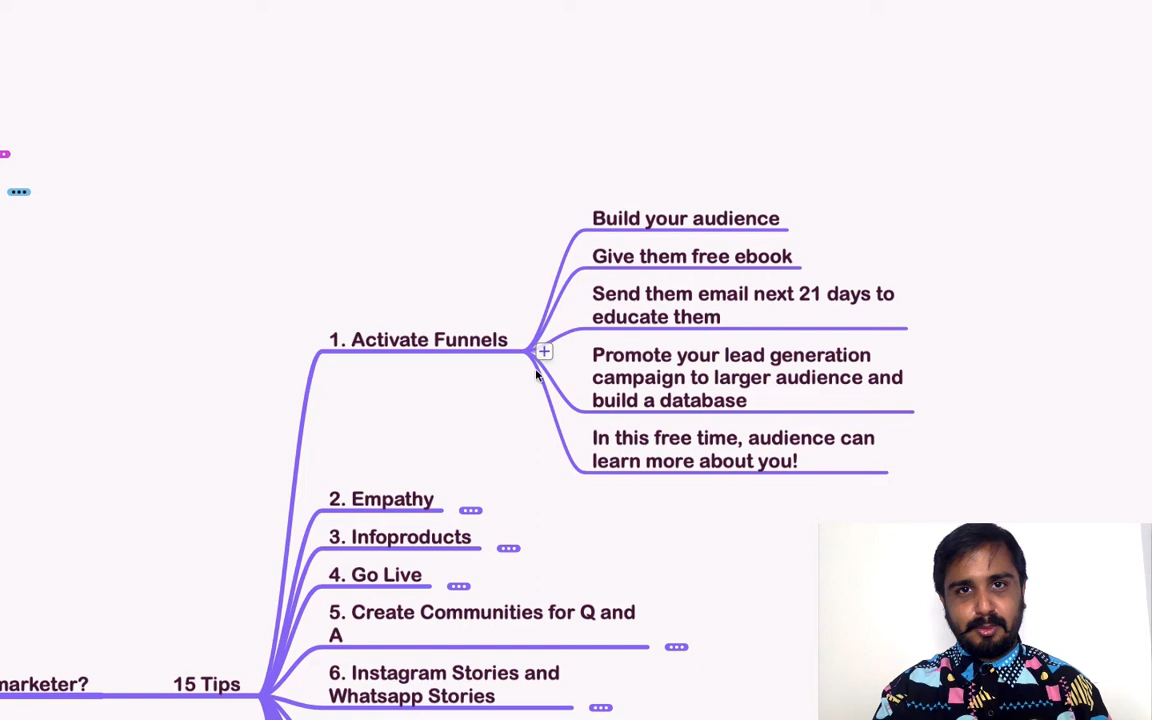 Build your audience
Give them free ebook
Send them email next 21 days to
educate them
1. Activate Funnels
Promote your lead generation
campaign to larger audience and
build a database
In this free time, audience can
learn more about you!
2. Empathy
3. Infoproducts
4. Go Live
5. Create Communities for Q and
A
6. Instagram Stories and
Whatsapp Stories
marketer?
15 Tips